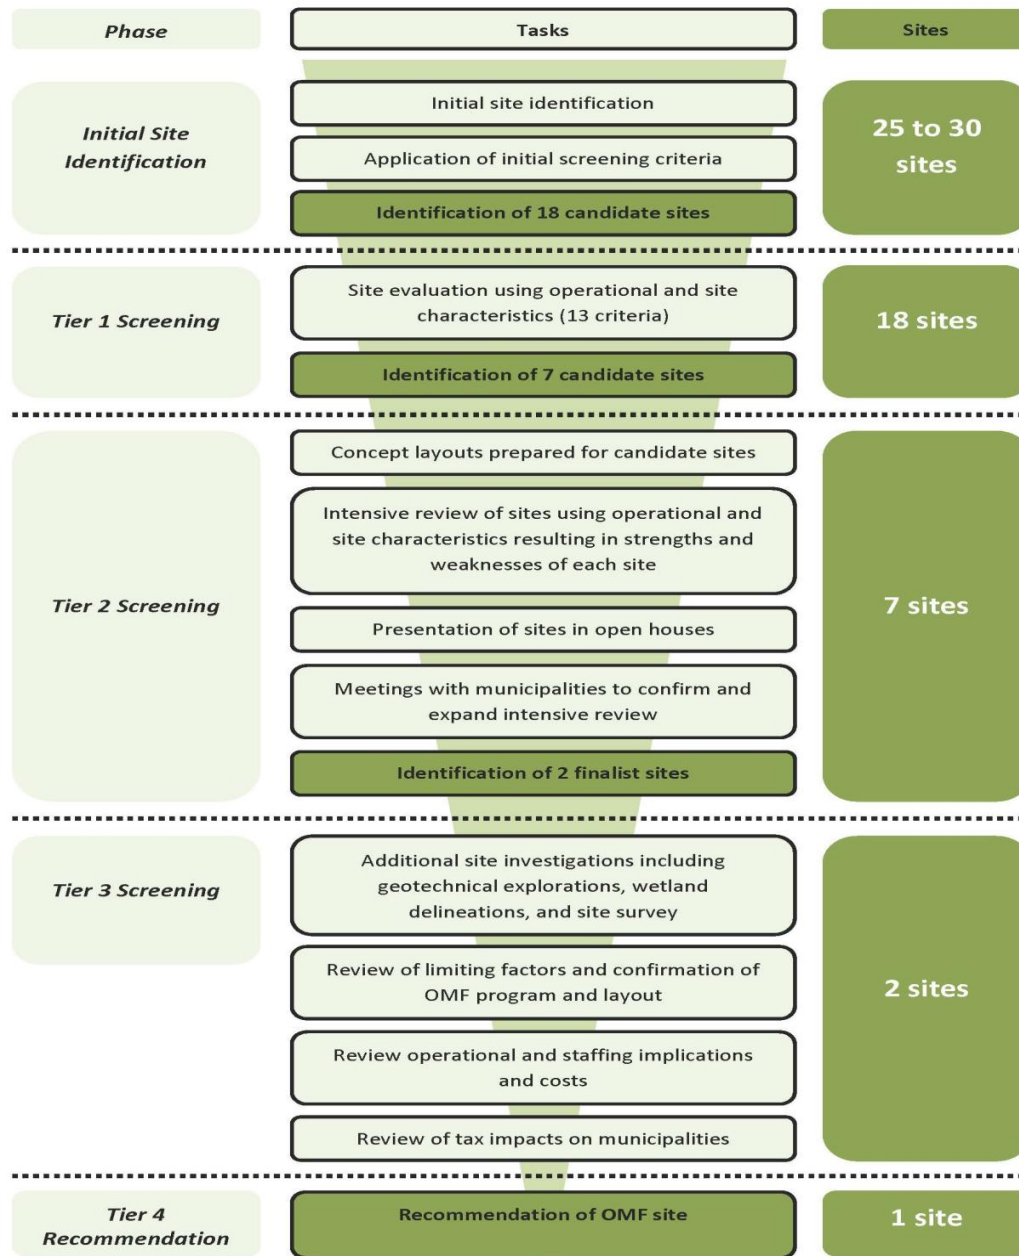 Phase
Tasks
Sites
Initial Site
Identification
Initial site identification
Application of initial screening criteria
Identification of 18 candidate sites
25 to 30
sites
Tier 1 Screening
Site evaluation using operational and site
characteristics (13 criteria)
Identification of 7 candidate sites
18 sites
Tier 2 Screening
Concept layouts prepared for candidate sites
Intensive review of sites using operational and
site characteristics resulting in strengths and
weaknesses of each site
Presentation of sites in open houses
Meetings with municipalities to confirm and
expand intensive review
Identification of 2 finalist sites
7 sites
Tier 3 Screening
Additional site investigations including
geotechnical explorations, wetland
delineations, and site survey
Review of limiting factors and confirmation of
OMF program and layout
Review operational and staffing implications
and costs
Review of tax impacts on municipalities
2 sites
Tier 4
Recommendation
Recommendation of OMF site
1 site